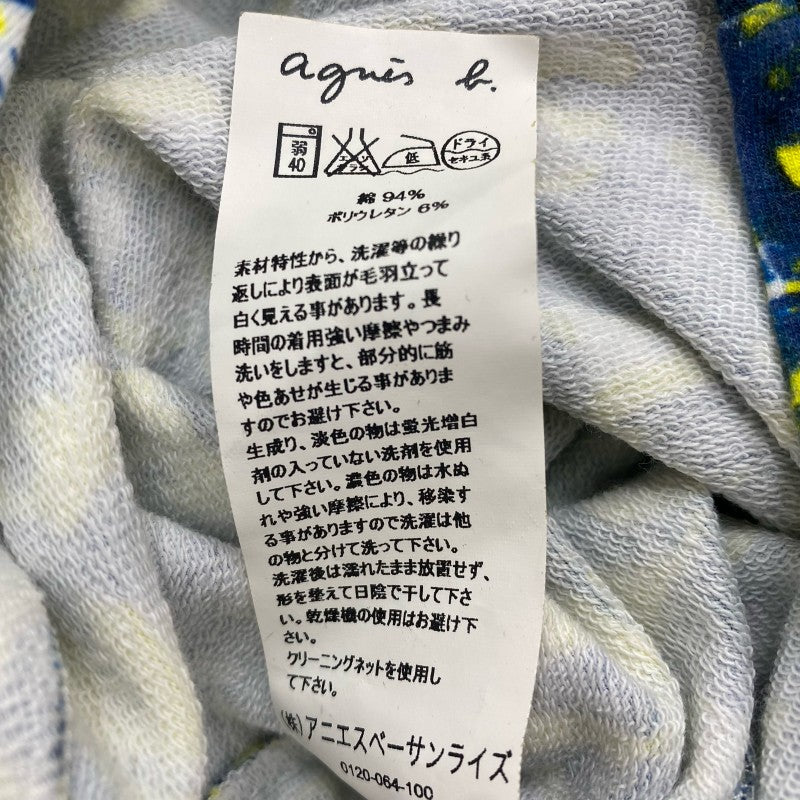 agnès b.
弱 エンソ 低 ドライ
40 サラシ セキユ系
綿 94%
ポリウレタン 6%
素材特性から、洗濯等の繰り
返しにより表面が毛羽立って
白く見える事があります。長
時間の着用強い摩擦やつまみ
洗いをしますと、部分的に筋
や色あせが生じる事がありま
すのでお避け下さい。
生成り、淡色の物は蛍光増白
剤の入っていない洗剤を使用
して下さい。濃色の物は水ぬ
れや強い摩擦により、移染す
る事がありますので洗濯は他
の物と分けて洗って下さい。
洗濯後は濡れたまま放置せず、
形を整えて日陰で干して下さ
い。乾燥機の使用はお避け下
さい。
クリーニングネットを使用し
て下さい。
(株)アニエスベーサンライズ
0120-064-100